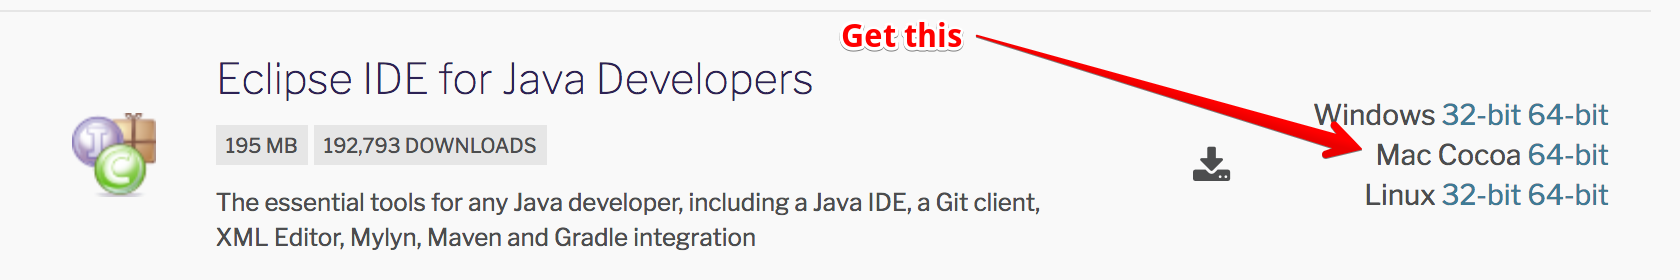 Get this
Eclipse IDE for Java Developers
195 MB 192,793 DOWNLOADS
The essential tools for any Java developer, including a Java IDE, a Git client,
XML Editor, Mylyn, Maven and Gradle integration
Windows 32-bit 64-bit
Mac Cocoa 64-bit
Linux 32-bit 64-bit